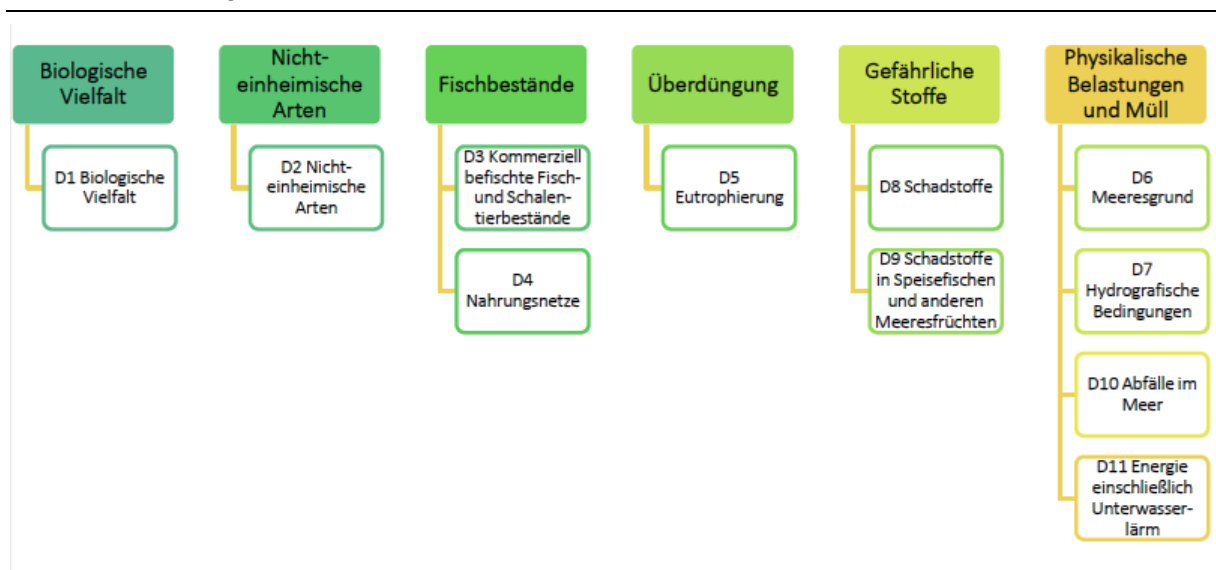 Biologische
Vielfalt
D1 Biologische
Vielfalt
Nicht-
einheimische
Arten
D2 Nicht-
einheimische
Arten
Fischbestände
D3 Kommerziell
befischte Fisch-
und Schalen-
tierbestände
D4
Nahrungsnetze
Überdüngung
D5
Eutrophierung
Gefährliche
Stoffe
D8 Schadstoffe
D9 Schadstoffe
in Speisefischen
und anderen
Meeresfrüchten
Physikalische
Belastungen
und Müll
D6
Meeresgrund
D7
Hydrografische
Bedingungen
D10 Abfälle im
Meer
D11 Energie
einschließlich
Unterwasser-
lärm